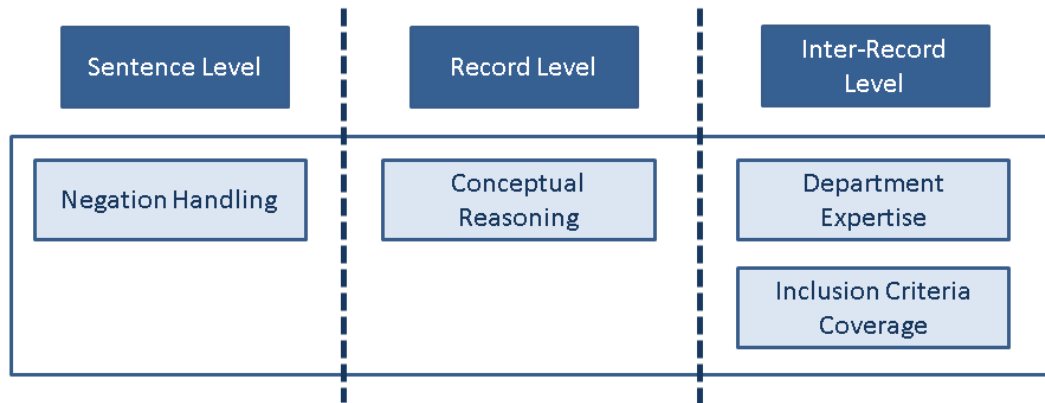 Sentence Level
Record Level
Inter-Record
Level
Negation Handling
Conceptual
Reasoning
Department
Expertise
Inclusion Criteria
Coverage